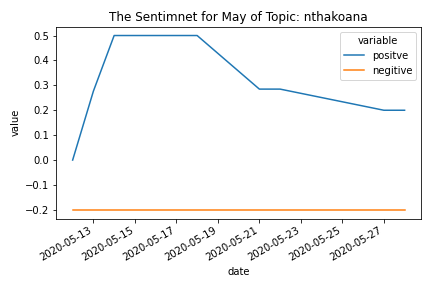 The Sentimnet for May of Topic: nthakoana
variable
positve
negitive
value
0.5
0.4
0.3
0.2
0.1
0.0
−0.1
−0.2
2020-05-13
2020-05-15
2020-05-17
2020-05-19
2020-05-21
2020-05-23
2020-05-25
2020-05-27
date